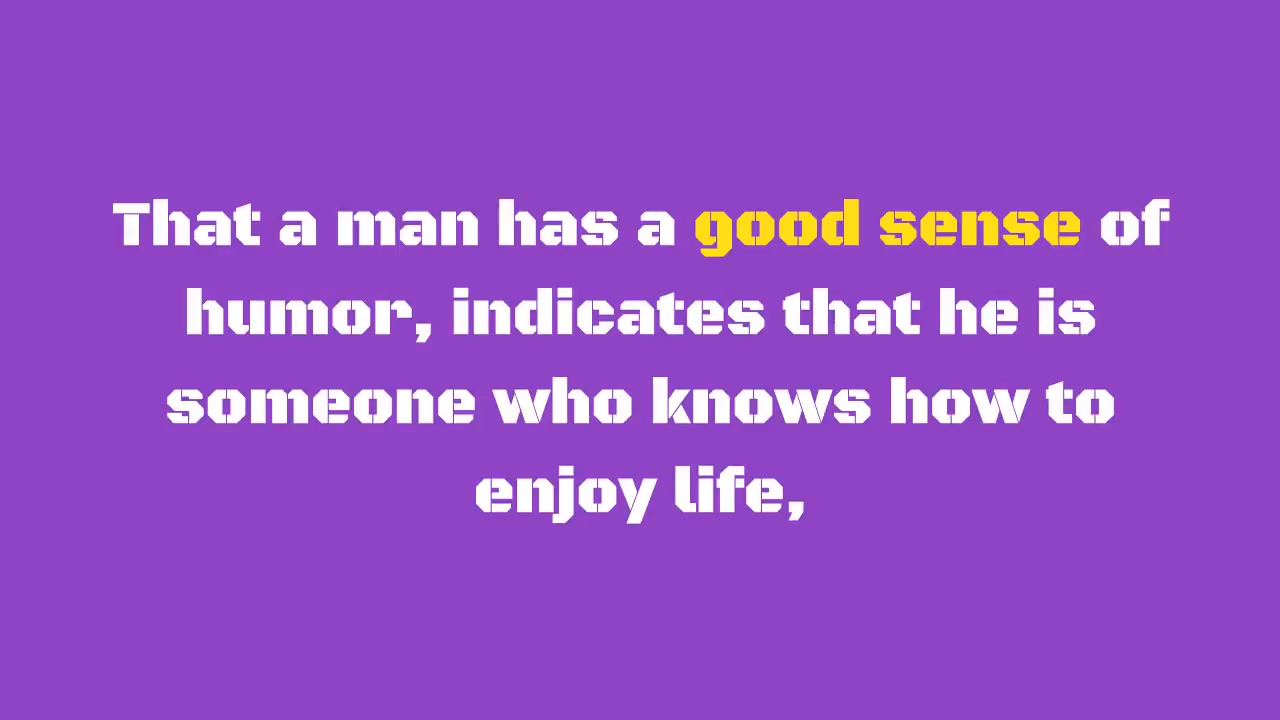 That a man has a good sense of
humor, indicates that he is
someone who knows how to
enjoy life,